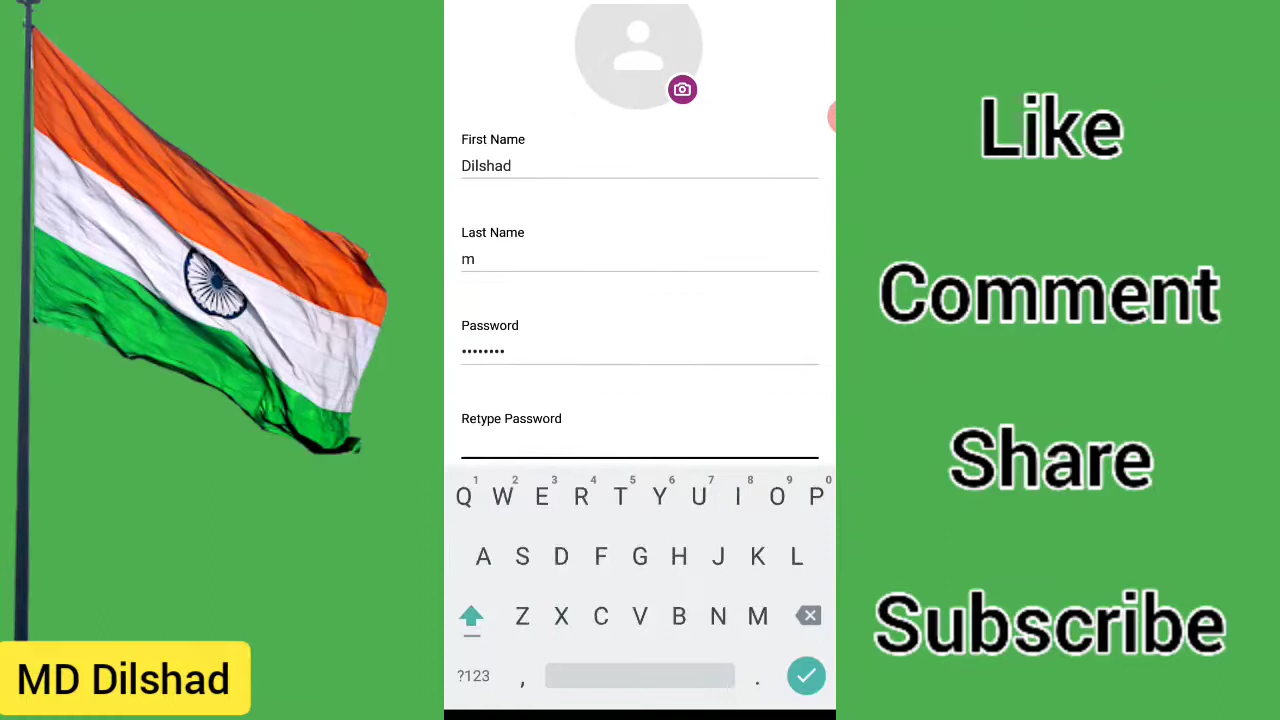 First Name
Dilshad
Last Name
m
Password
••••••••
Retype Password
1 2 3 4 5 6 7 8 9 0
Q W E R T Y U I O P
A S D F G H J K L
Z X C V B N M
?123 , .
MD Dilshad
Like
Comment
Share
Subscribe